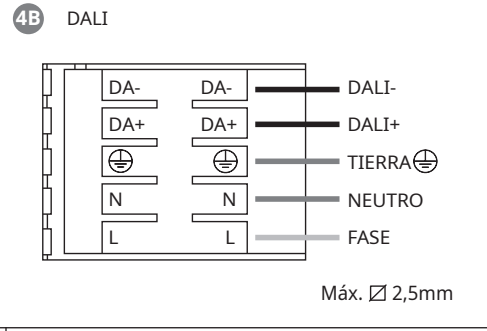 4B DALI
DA- DA- DALI-
DA+ DA+ DALI+
TIERRA
N N NEUTRO
L L FASE
Máx. 2,5mm